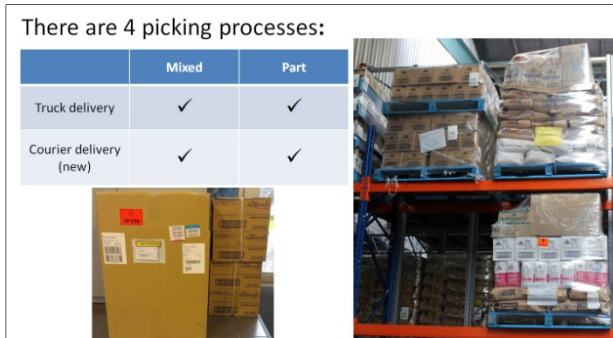 There are 4 picking processes:
Mixed Part
Truck delivery ✓ ✓
Courier delivery ✓ ✓
(new)